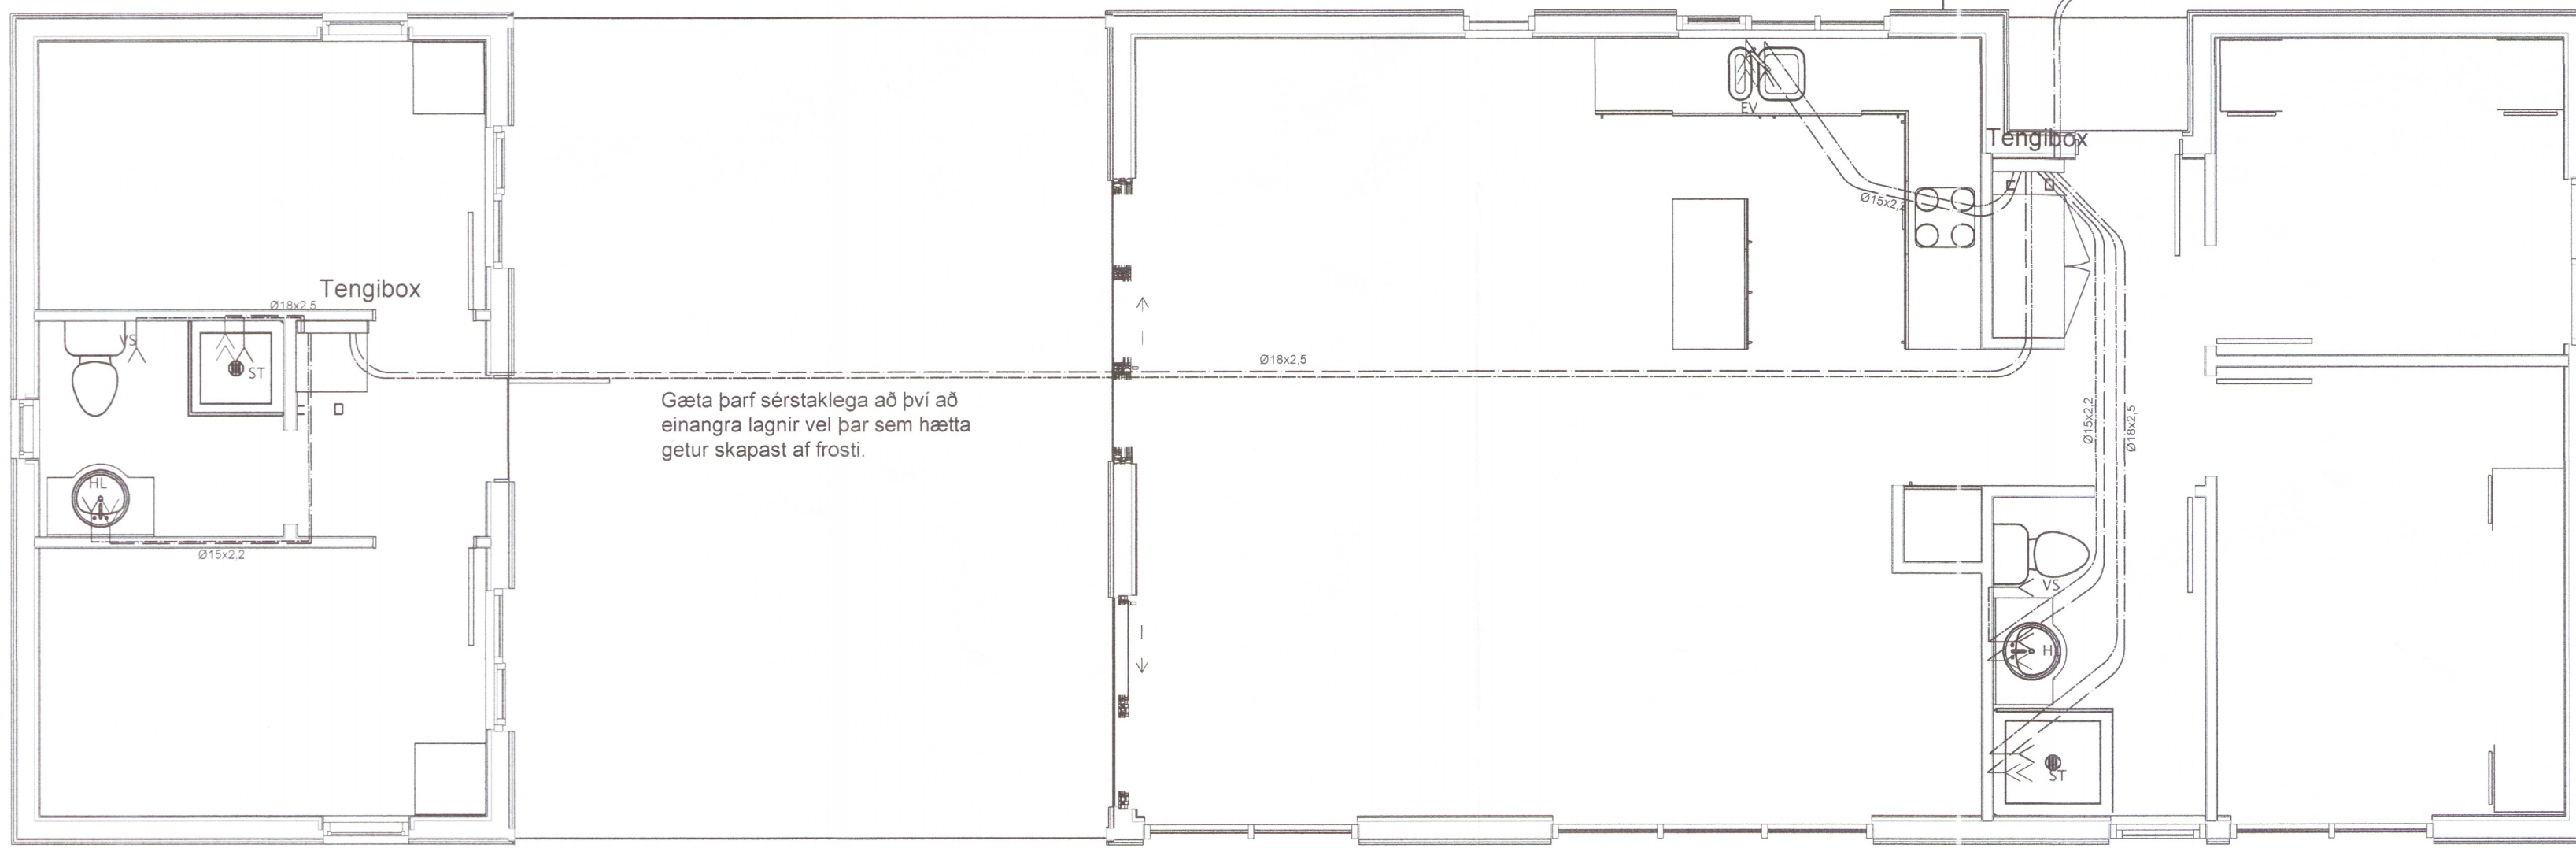 EV
Tengibox
Ø15x2,2
Tengibox
Ø18x2,5
VS
ST
Ø18x2,5
Gæta þarf sérstaklega að því að
einangra lagnir vel þar sem hætta
getur skapast af frosti.
Ø15x2,2
Ø18x2,5
HL
Ø15x2,2
VS
H
ST